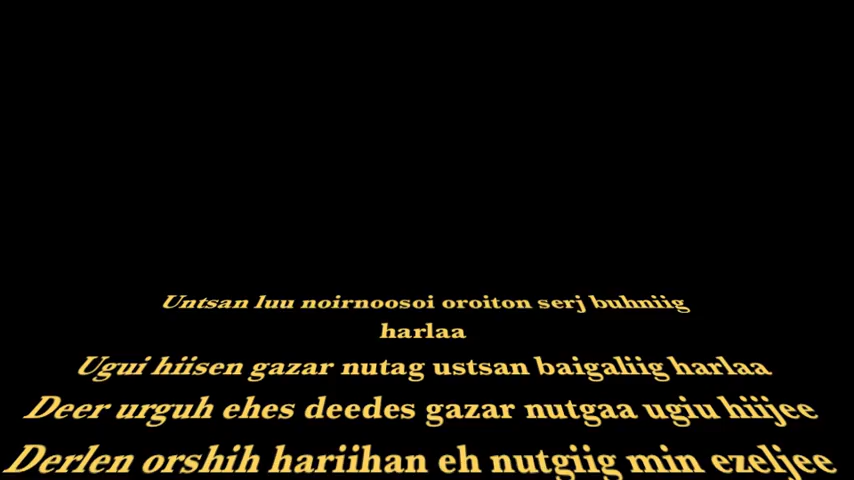 Untsan luu noirnoosoi oroiton serj buhniig
harlaa
Ugui hiisen gazar nutag ustsan baigaliig harlaa
Deer urguh ehes deedes gazar nutgaa ugiu hiijee
Derlen orshih hariihan eh nutgiig min ezeljee